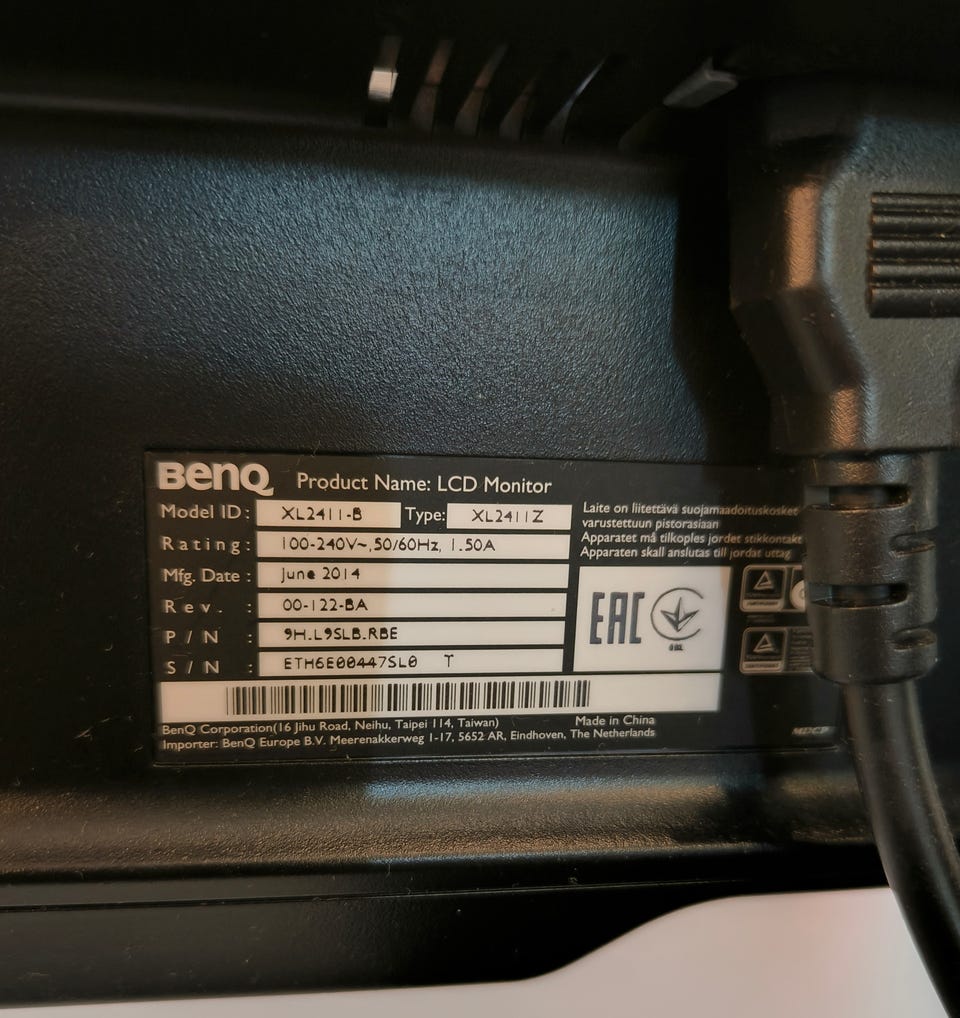 BenQ Product Name: LCD Monitor
Model ID: XL2411-B Type: XL2411Z
Rating: 100-240V~,50/60Hz, 1.50A
Mfg. Date: June 2014
Rev. : 00-122-BA
P/N : 9H.L9SLB.RBE
S/N : ETH6E00447SL0 T
Laite on liitettävä suojamaadoituskosket
varustettuun pistorasiaan
Apparatet må tilkoples jordet stikkontakt
Apparaten skall anslutas till jordat uttag
EAC
BenQ Corporation(16 Jihu Road, Neihu, Taipei 114, Taiwan) Made in China
Importer: BenQ Europe B.V. Meerenakkerweg 1-17, 5652 AR, Eindhoven, The Netherlands